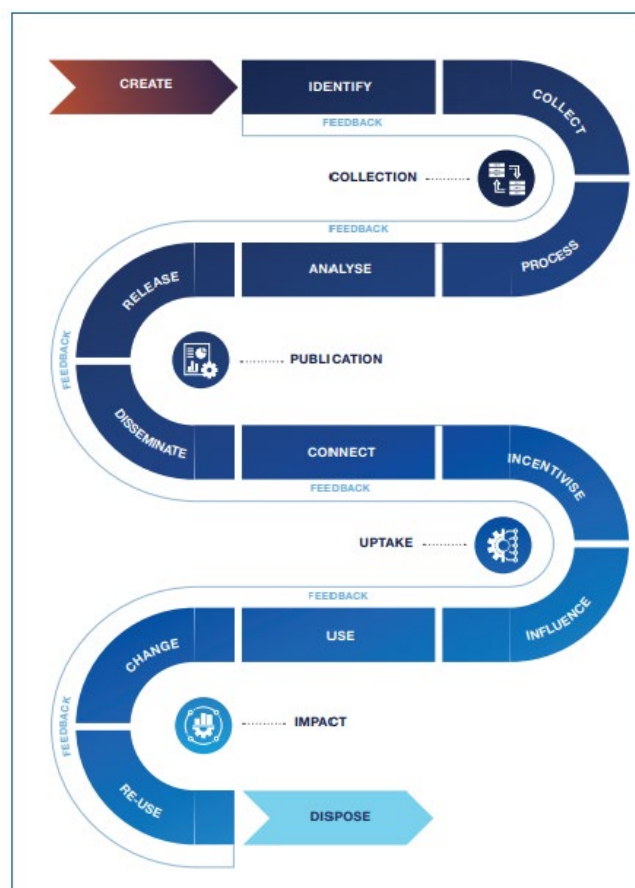 CREATE
IDENTIFY
COLLECT
FEEDBACK
COLLECTION
PROCESS
FEEDBACK
ANALYSE
RELEASE
FEEDBACK
PUBLICATION
DISSEMINATE
CONNECT
INCENTIVISE
FEEDBACK
UPTAKE
INFLUENCE
FEEDBACK
USE
CHANGE
FEEDBACK
IMPACT
RE-USE
DISPOSE